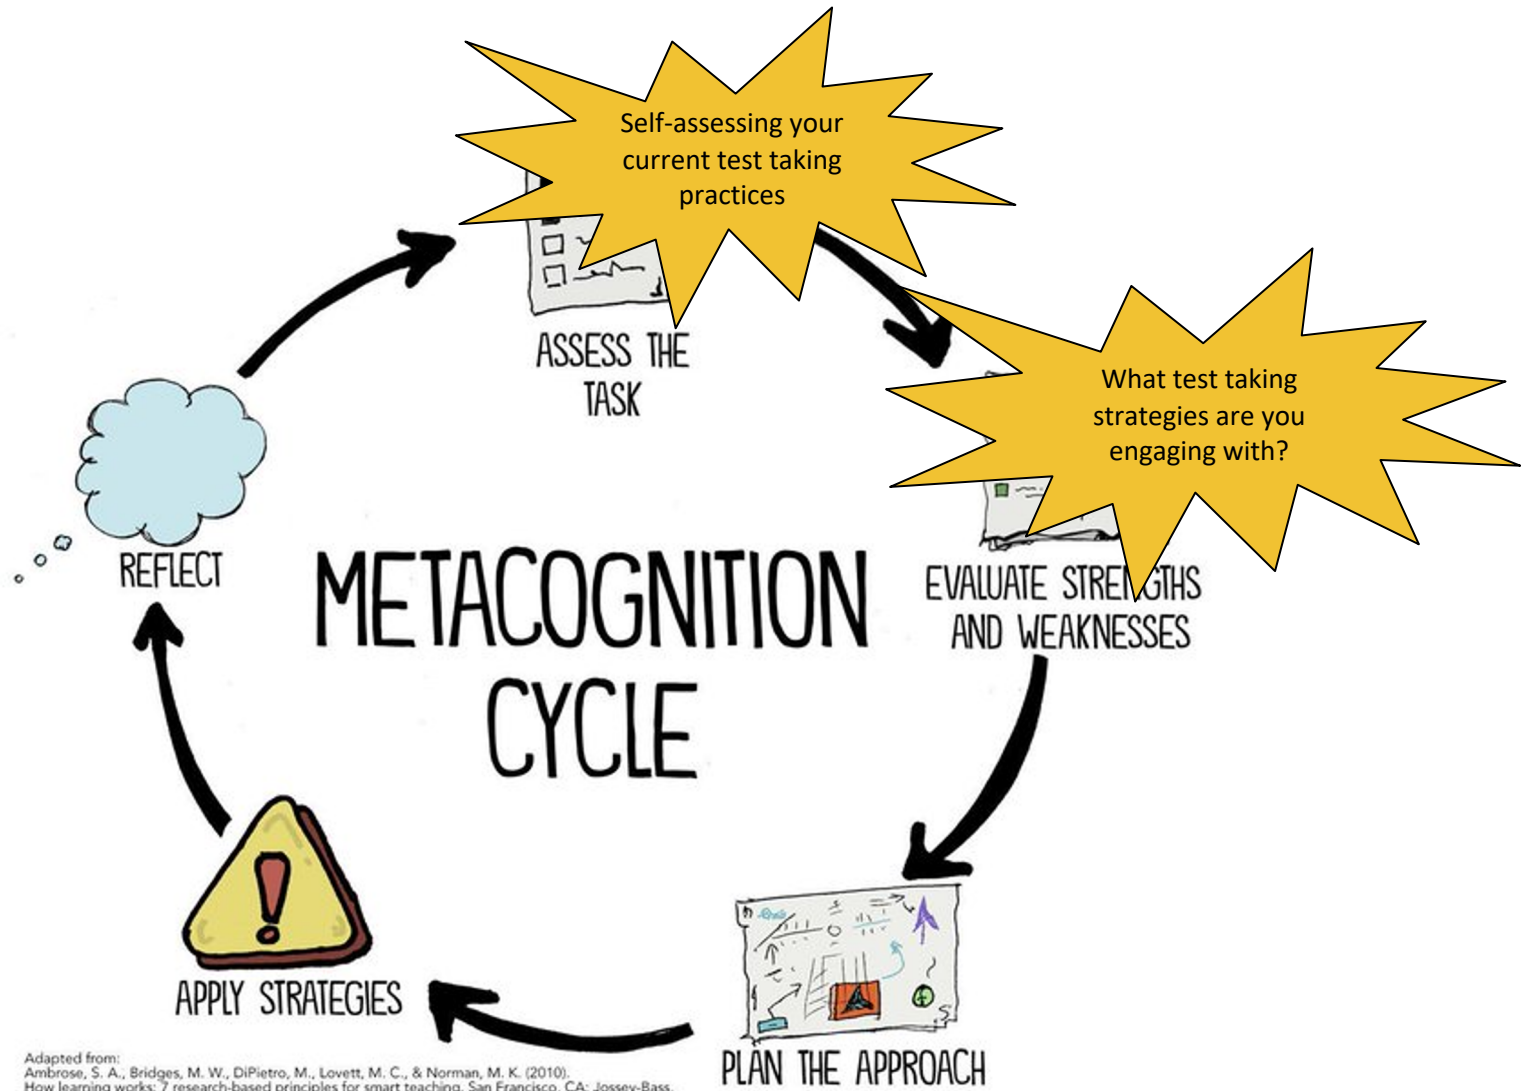 Self-assessing your
current test taking
practices
ASSESS THE
TASK
What test taking
strategies are you
engaging with?
EVALUATE STRENGTHS
AND WEAKNESSES
PLAN THE APPROACH
APPLY STRATEGIES
REFLECT
METACOGNITION
CYCLE
Adapted from:
Ambrose, S. A., Bridges, M. W., DiPietro, M., Lovett, M. C., & Norman, M. K. (2010).
How learning works: 7 research-based principles for smart teaching. San Francisco, CA: Jossey-Bass.